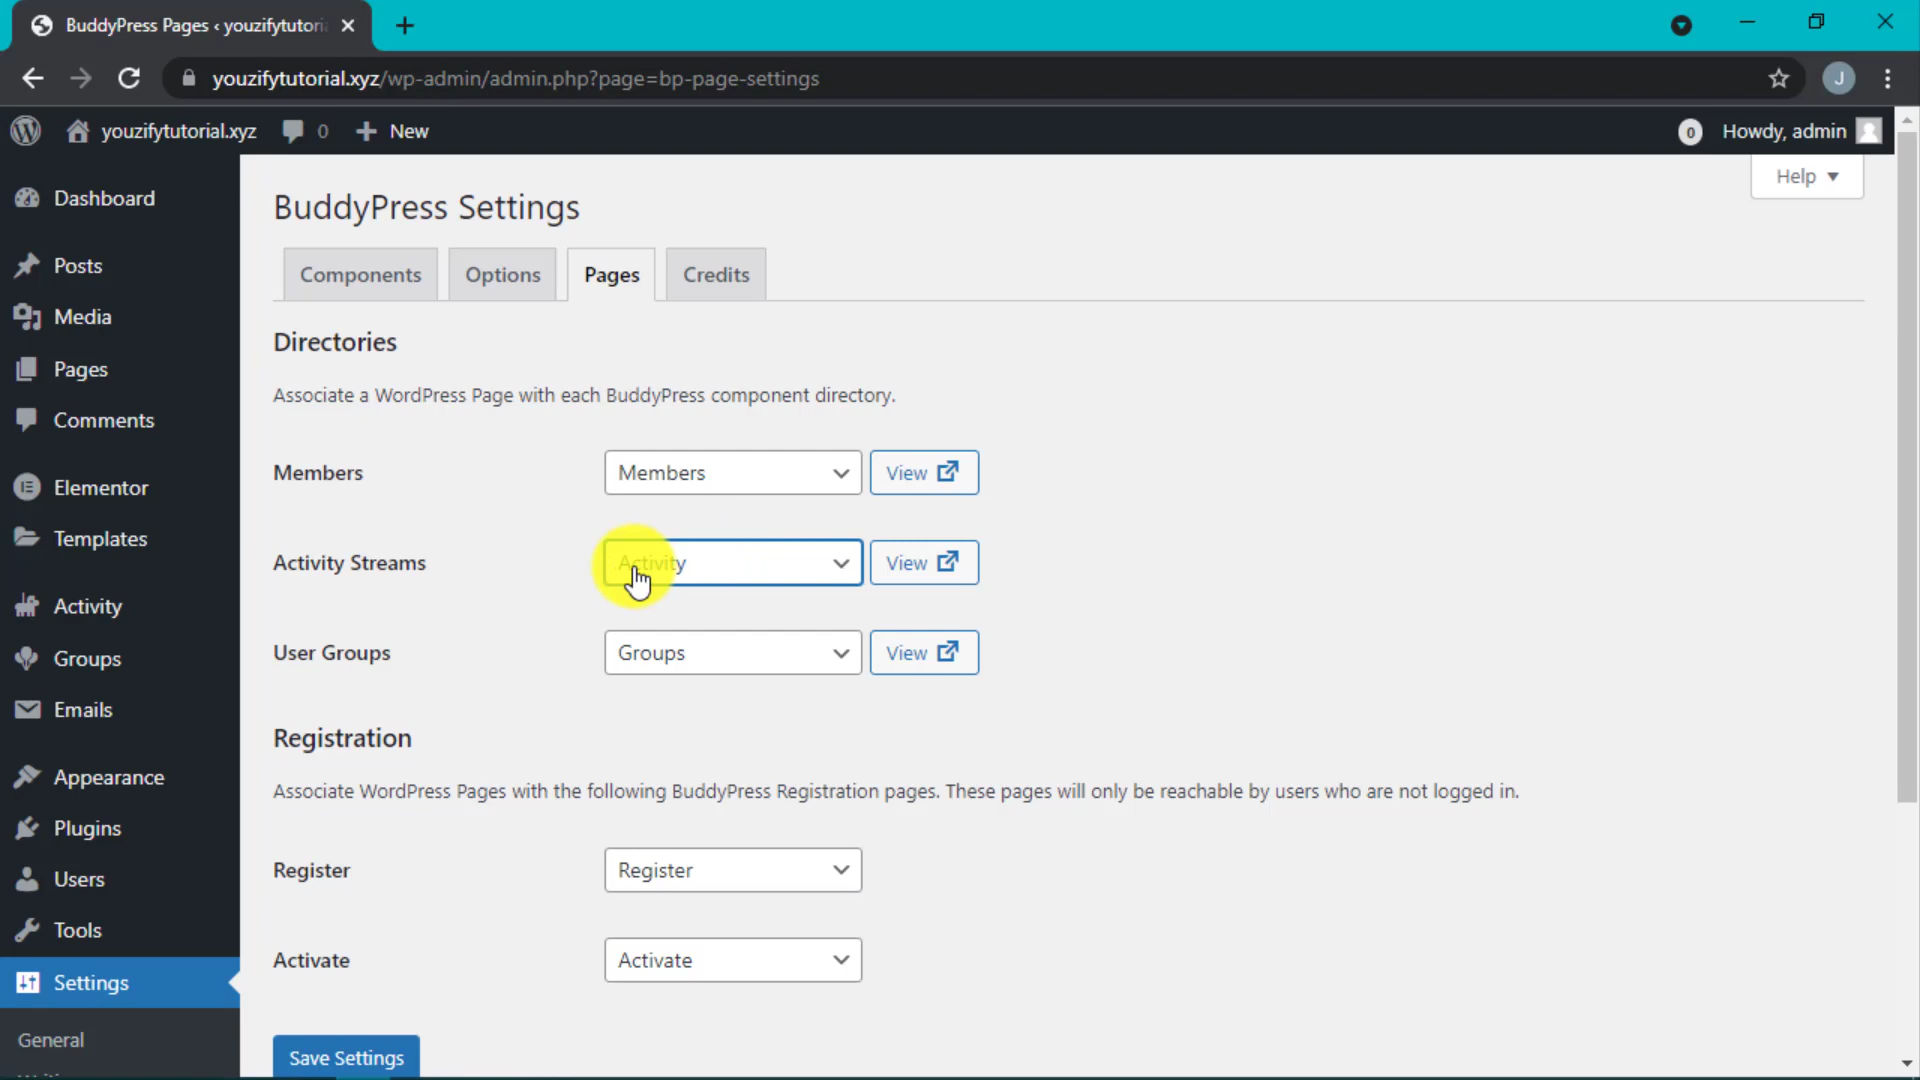 BuddyPress Pages ‹ youzifytutori
youzifytutorial.xyz/wp-admin/admin.php?page=bp-page-settings
J
youzifytutorial.xyz
0
New
0
Howdy, admin
Help
Dashboard
Posts
Media
Pages
Comments
Elementor
Templates
Activity
Groups
Emails
Appearance
Plugins
Users
Tools
Settings
General
BuddyPress Settings
Components
Options
Pages
Credits
Directories
Associate a WordPress Page with each BuddyPress component directory.
Members
Members
View
Activity Streams
Activity
View
User Groups
Groups
View
Registration
Associate WordPress Pages with the following BuddyPress Registration pages. These pages will only be reachable by users who are not logged in.
Register
Register
Activate
Activate
Save Settings